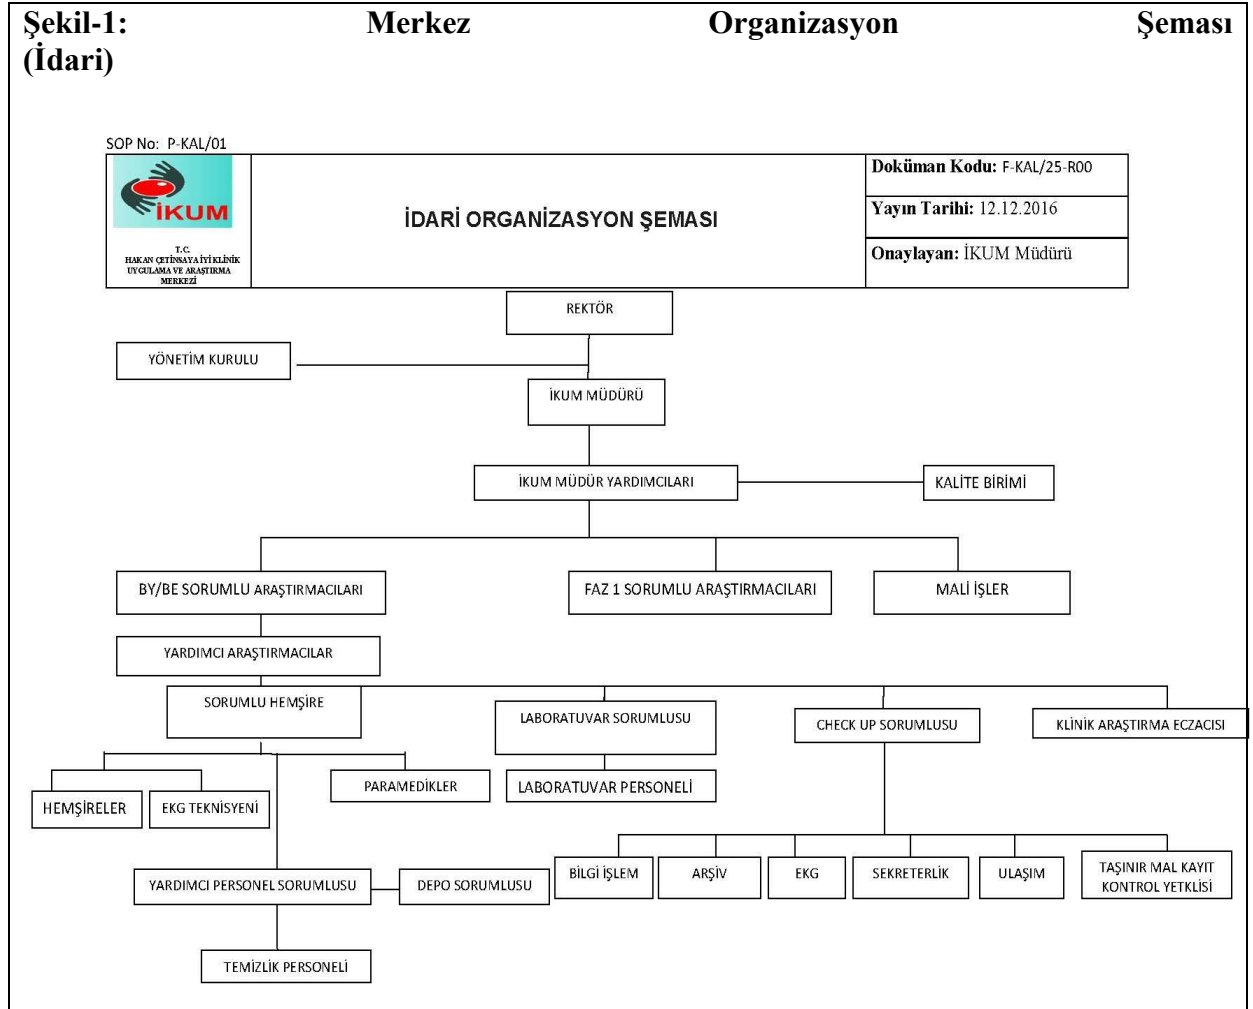 Şekil-1: Merkez Organizasyon Şeması
(İdari)
SOP No: P-KAL/01
İKUM
T.C.
HAKAN ÇETİNSAYA İYİ KLİNİK
UYGULAMA VE ARAŞTIRMA
MERKEZİ
İDARİ ORGANİZASYON ŞEMASI
Doküman Kodu: F-KAL/25-R00
Yayın Tarihi: 12.12.2016
Onaylayan: İKUM Müdürü
REKTÖR
YÖNETİM KURULU
İKUM MÜDÜRÜ
İKUM MÜDÜR YARDIMCILARI
KALİTE BİRİMİ
BY/BE SORUMLU ARAŞTIRMACILARI
FAZ 1 SORUMLU ARAŞTIRMACILARI
MALİ İŞLER
YARDIMCI ARAŞTIRMACILAR
SORUMLU HEMŞİRE
LABORATUVAR SORUMLUSU
CHECK UP SORUMLUSU
KLİNİK ARAŞTIRMA ECZACISI
HEMŞİRELER
EKG TEKNİSYENİ
PARAMEDİKLER
LABORATUVAR PERSONELİ
YARDIMCI PERSONEL SORUMLUSU
DEPO SORUMLUSU
BİLGİ İŞLEM
ARŞİV
EKG
SEKRETERLİK
ULAŞIM
TAŞINIR MAL KAYIT
KONTROL YETKLİSİ
TEMİZLİK PERSONELİ